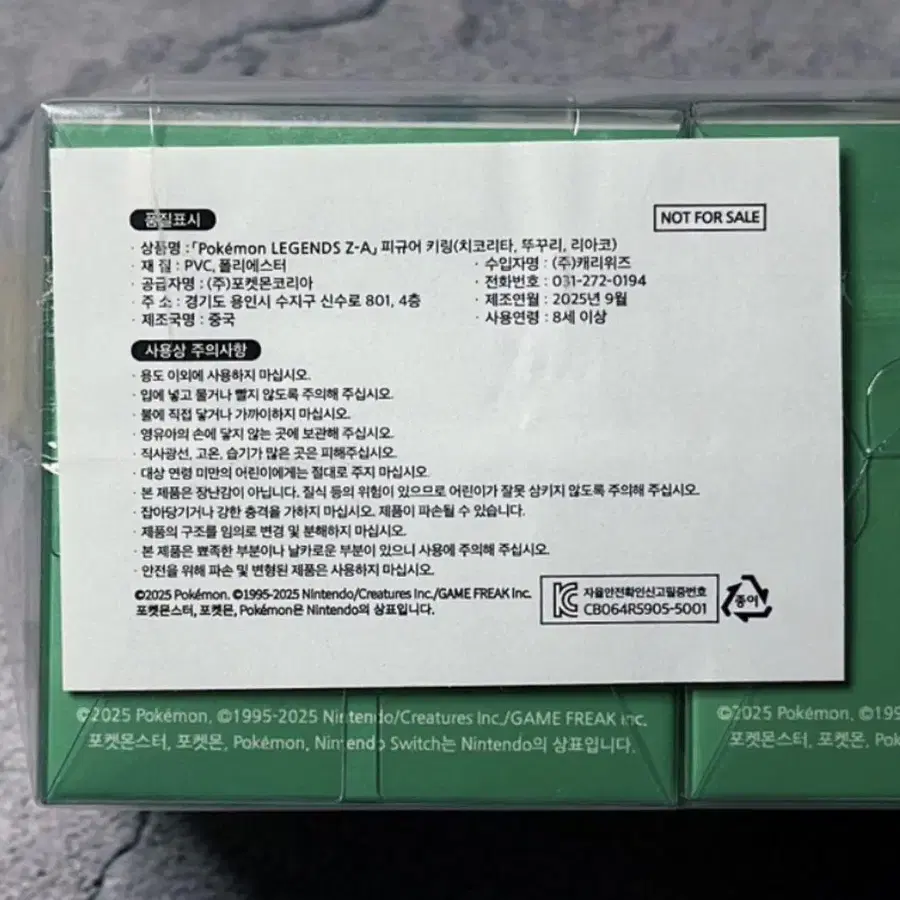 품질표시
NOT FOR SALE
· 상품명 : 「Pokémon LEGENDS Z-A」 피규어 키링(치코리타, 뚜꾸리, 리아코)
· 재 질 : PVC, 폴리에스터
· 수입자명 : (주)캐리위즈
· 공급자명 : (주)포켓몬코리아
· 전화번호 : 031-272-0194
· 주 소 : 경기도 용인시 수지구 신수로 801, 4층
· 제조연월 : 2025년 9월
· 제조국명 : 중국
· 사용연령 : 8세 이상
사용상 주의사항
· 용도 이외에 사용하지 마십시오.
· 입에 넣고 물거나 빨지 않도록 주의해 주십시오.
· 불에 직접 닿거나 가까이하지 마십시오.
· 영유아의 손에 닿지 않는 곳에 보관해 주십시오.
· 직사광선, 고온, 습기가 많은 곳은 피해주십시오.
· 대상 연령 미만의 어린이에게는 절대로 주지 마십시오.
· 본 제품은 장난감이 아닙니다. 질식 등의 위험이 있으므로 어린이가 잘못 삼키지 않도록 주의해 주십시오.
· 잡아당기거나 강한 충격을 가하지 마십시오. 제품이 파손될 수 있습니다.
· 제품의 구조를 임의로 변경 및 분해하지 마십시오.
· 본 제품은 뾰족한 부분이나 날카로운 부분이 있으니 사용에 주의해 주십시오.
· 안전을 위해 파손 및 변형된 제품은 사용하지 마십시오.
©2025 Pokémon. ©1995-2025 Nintendo/Creatures Inc./GAME FREAK Inc.
포켓몬스터, 포켓몬, Pokémon은 Nintendo의 상표입니다.
자율안전확인신고필증번호
CB064R5905-5001
종이
©2025 Pokémon. ©1995-2025 Nintendo/Creatures Inc./GAME FREAK Inc.
포켓몬스터, 포켓몬, Pokémon, Nintendo Switch는 Nintendo의 상표입니다.
©2025 Pokémon. ©199
포켓몬스터, 포켓몬, Pok